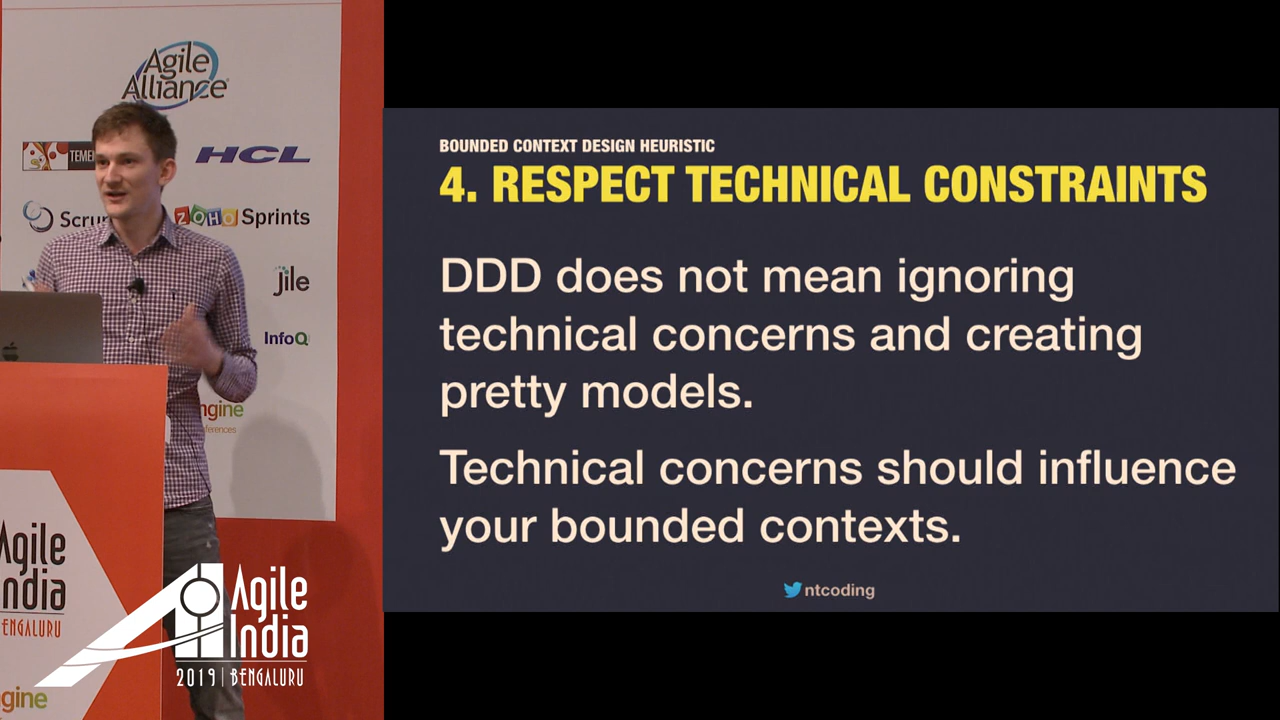 Agile
Alliance
HCL
ZOHO Sprints
Jile
InfoQ
Agile
India
2019 | BENGALURU
BOUNDED CONTEXT DESIGN HEURISTIC
4. RESPECT TECHNICAL CONSTRAINTS
DDD does not mean ignoring
technical concerns and creating
pretty models.
Technical concerns should influence
your bounded contexts.
ntcoding